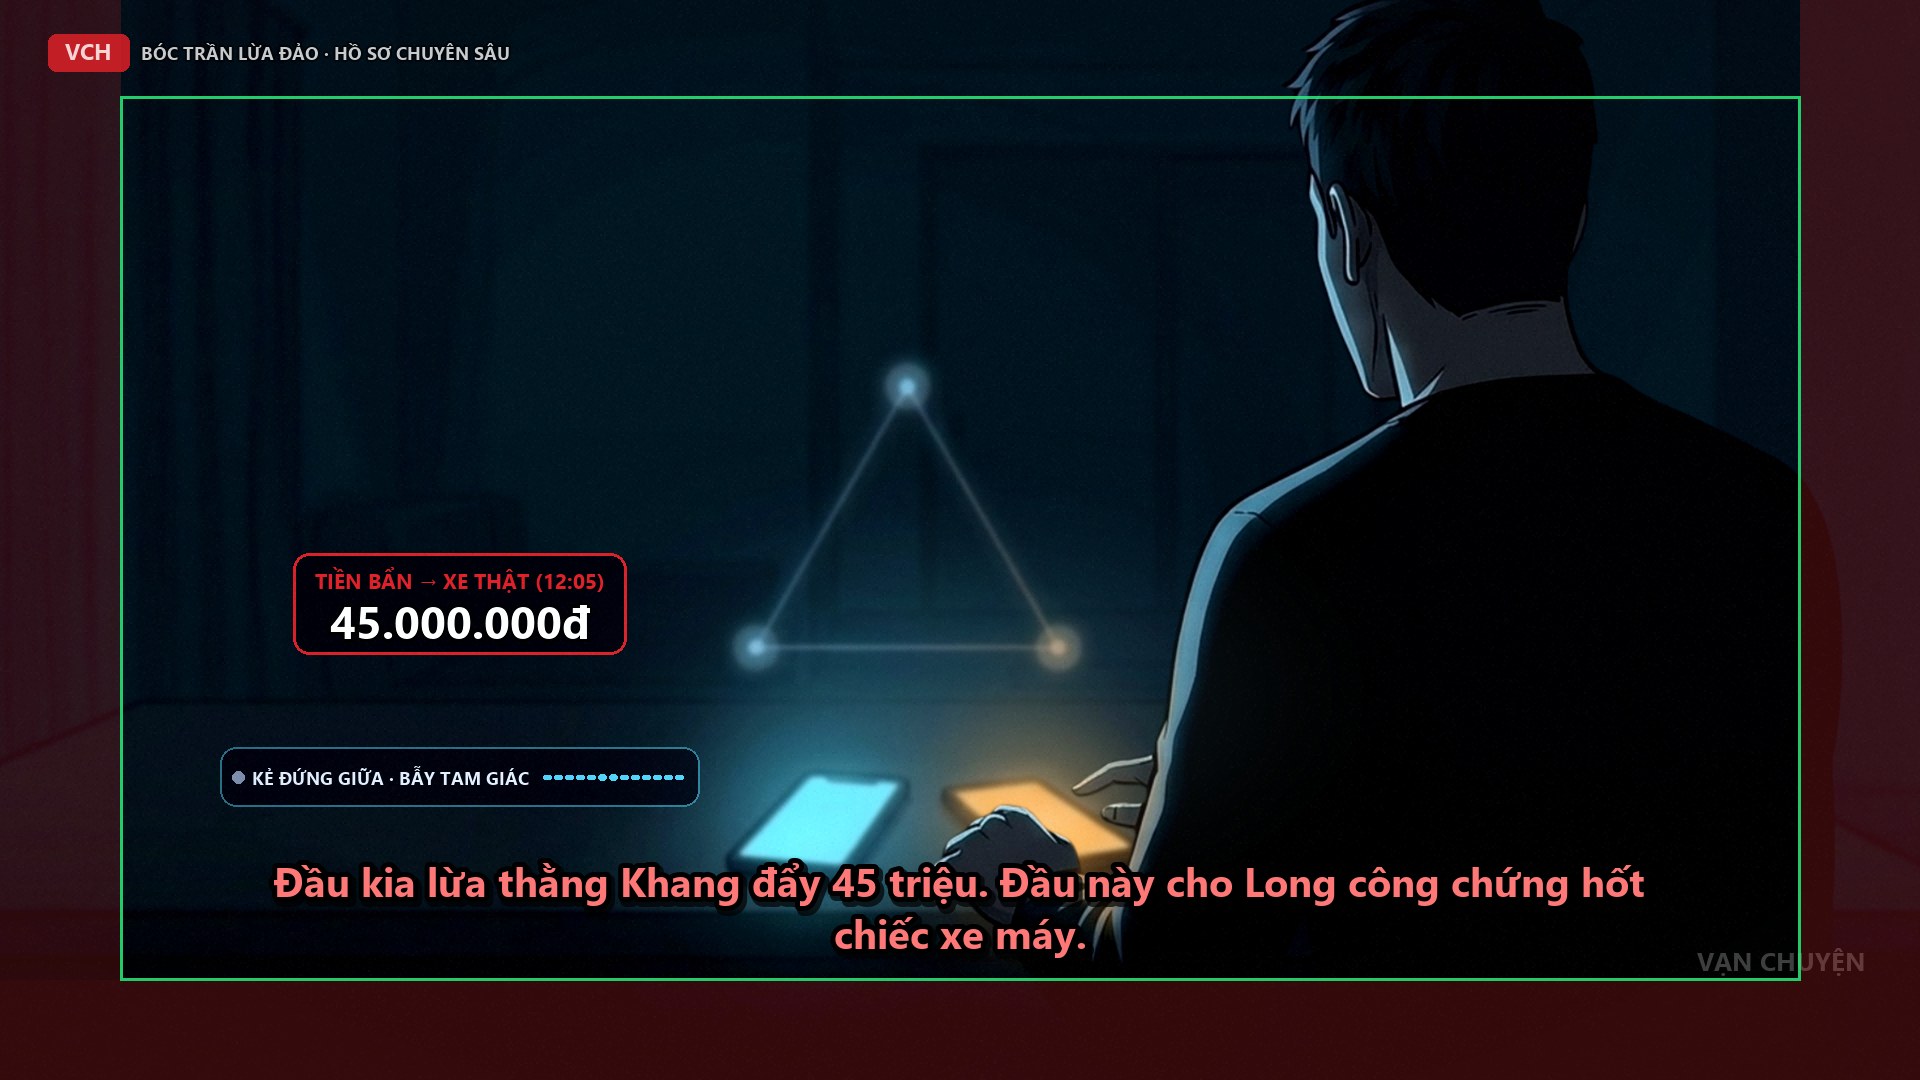 VCH BÓC TRẦN LỪA ĐẢO · HỒ SƠ CHUYÊN SÂU
TIỀN BẨN → XE THẬT (12:05)
45.000.000đ
KẺ ĐỨNG GIỮA · BẪY TAM GIÁC
Đầu kia lừa thằng Khang đẩy 45 triệu. Đầu này cho Long công chứng hốt
chiếc xe máy.
VẠN CHUYỆN